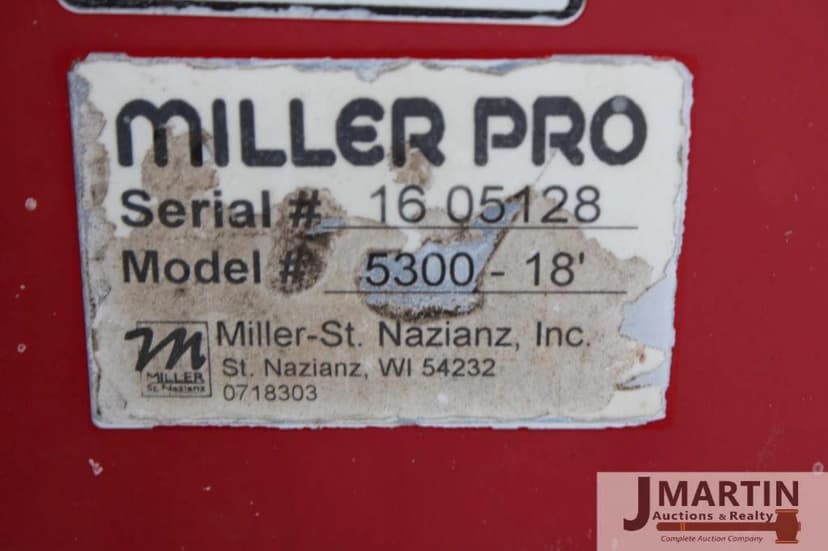 MILLER PRO
Serial # 16 05128
Model # 5300 - 18'
m
MILLER
St. Nazianz
Miller-St. Nazianz, Inc.
St. Nazianz, WI 54232
0718303
J MARTIN
Auctions & Realty
Complete Auction Company